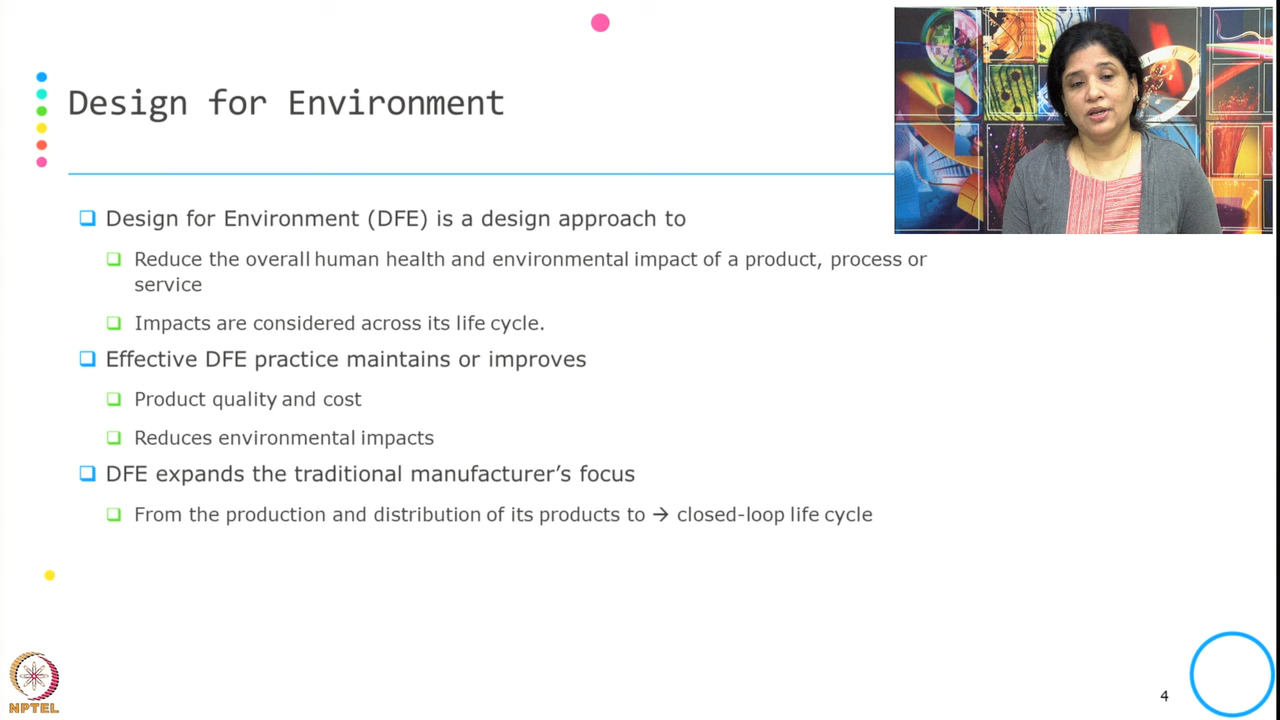 Design for Environment
Design for Environment (DFE) is a design approach to
Reduce the overall human health and environmental impact of a product, process or
service
Impacts are considered across its life cycle.
Effective DFE practice maintains or improves
Product quality and cost
Reduces environmental impacts
DFE expands the traditional manufacturer’s focus
From the production and distribution of its products to → closed-loop life cycle
NPTEL
4